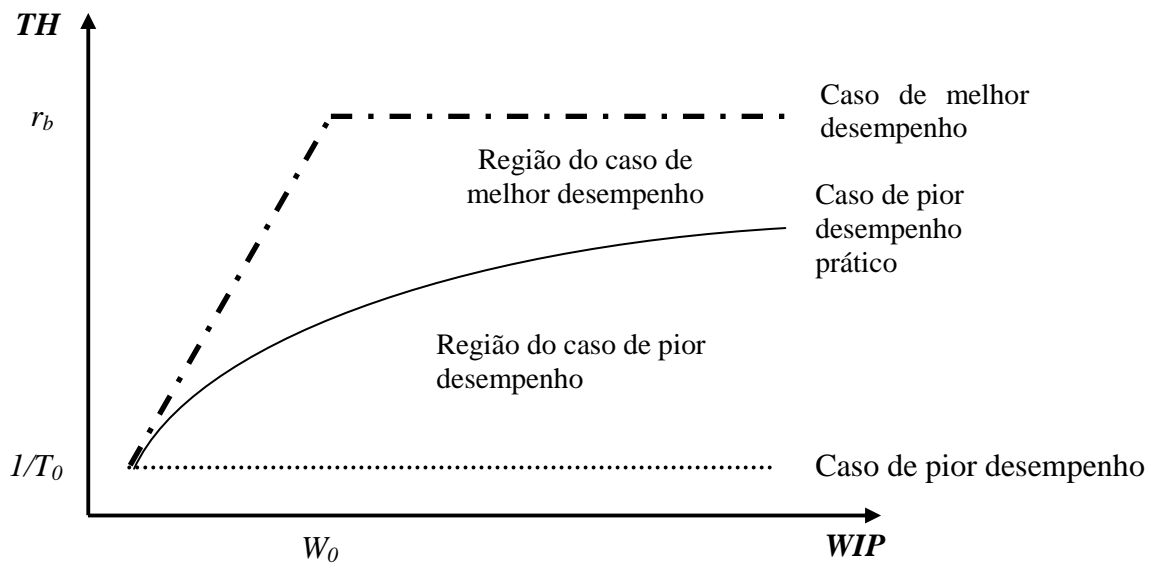 TH
r_b
Caso de melhor
desempenho
Região do caso de
melhor desempenho
Caso de pior
desempenho
prático
Região do caso de pior
desempenho
1/T_0
Caso de pior desempenho
W_0
WIP